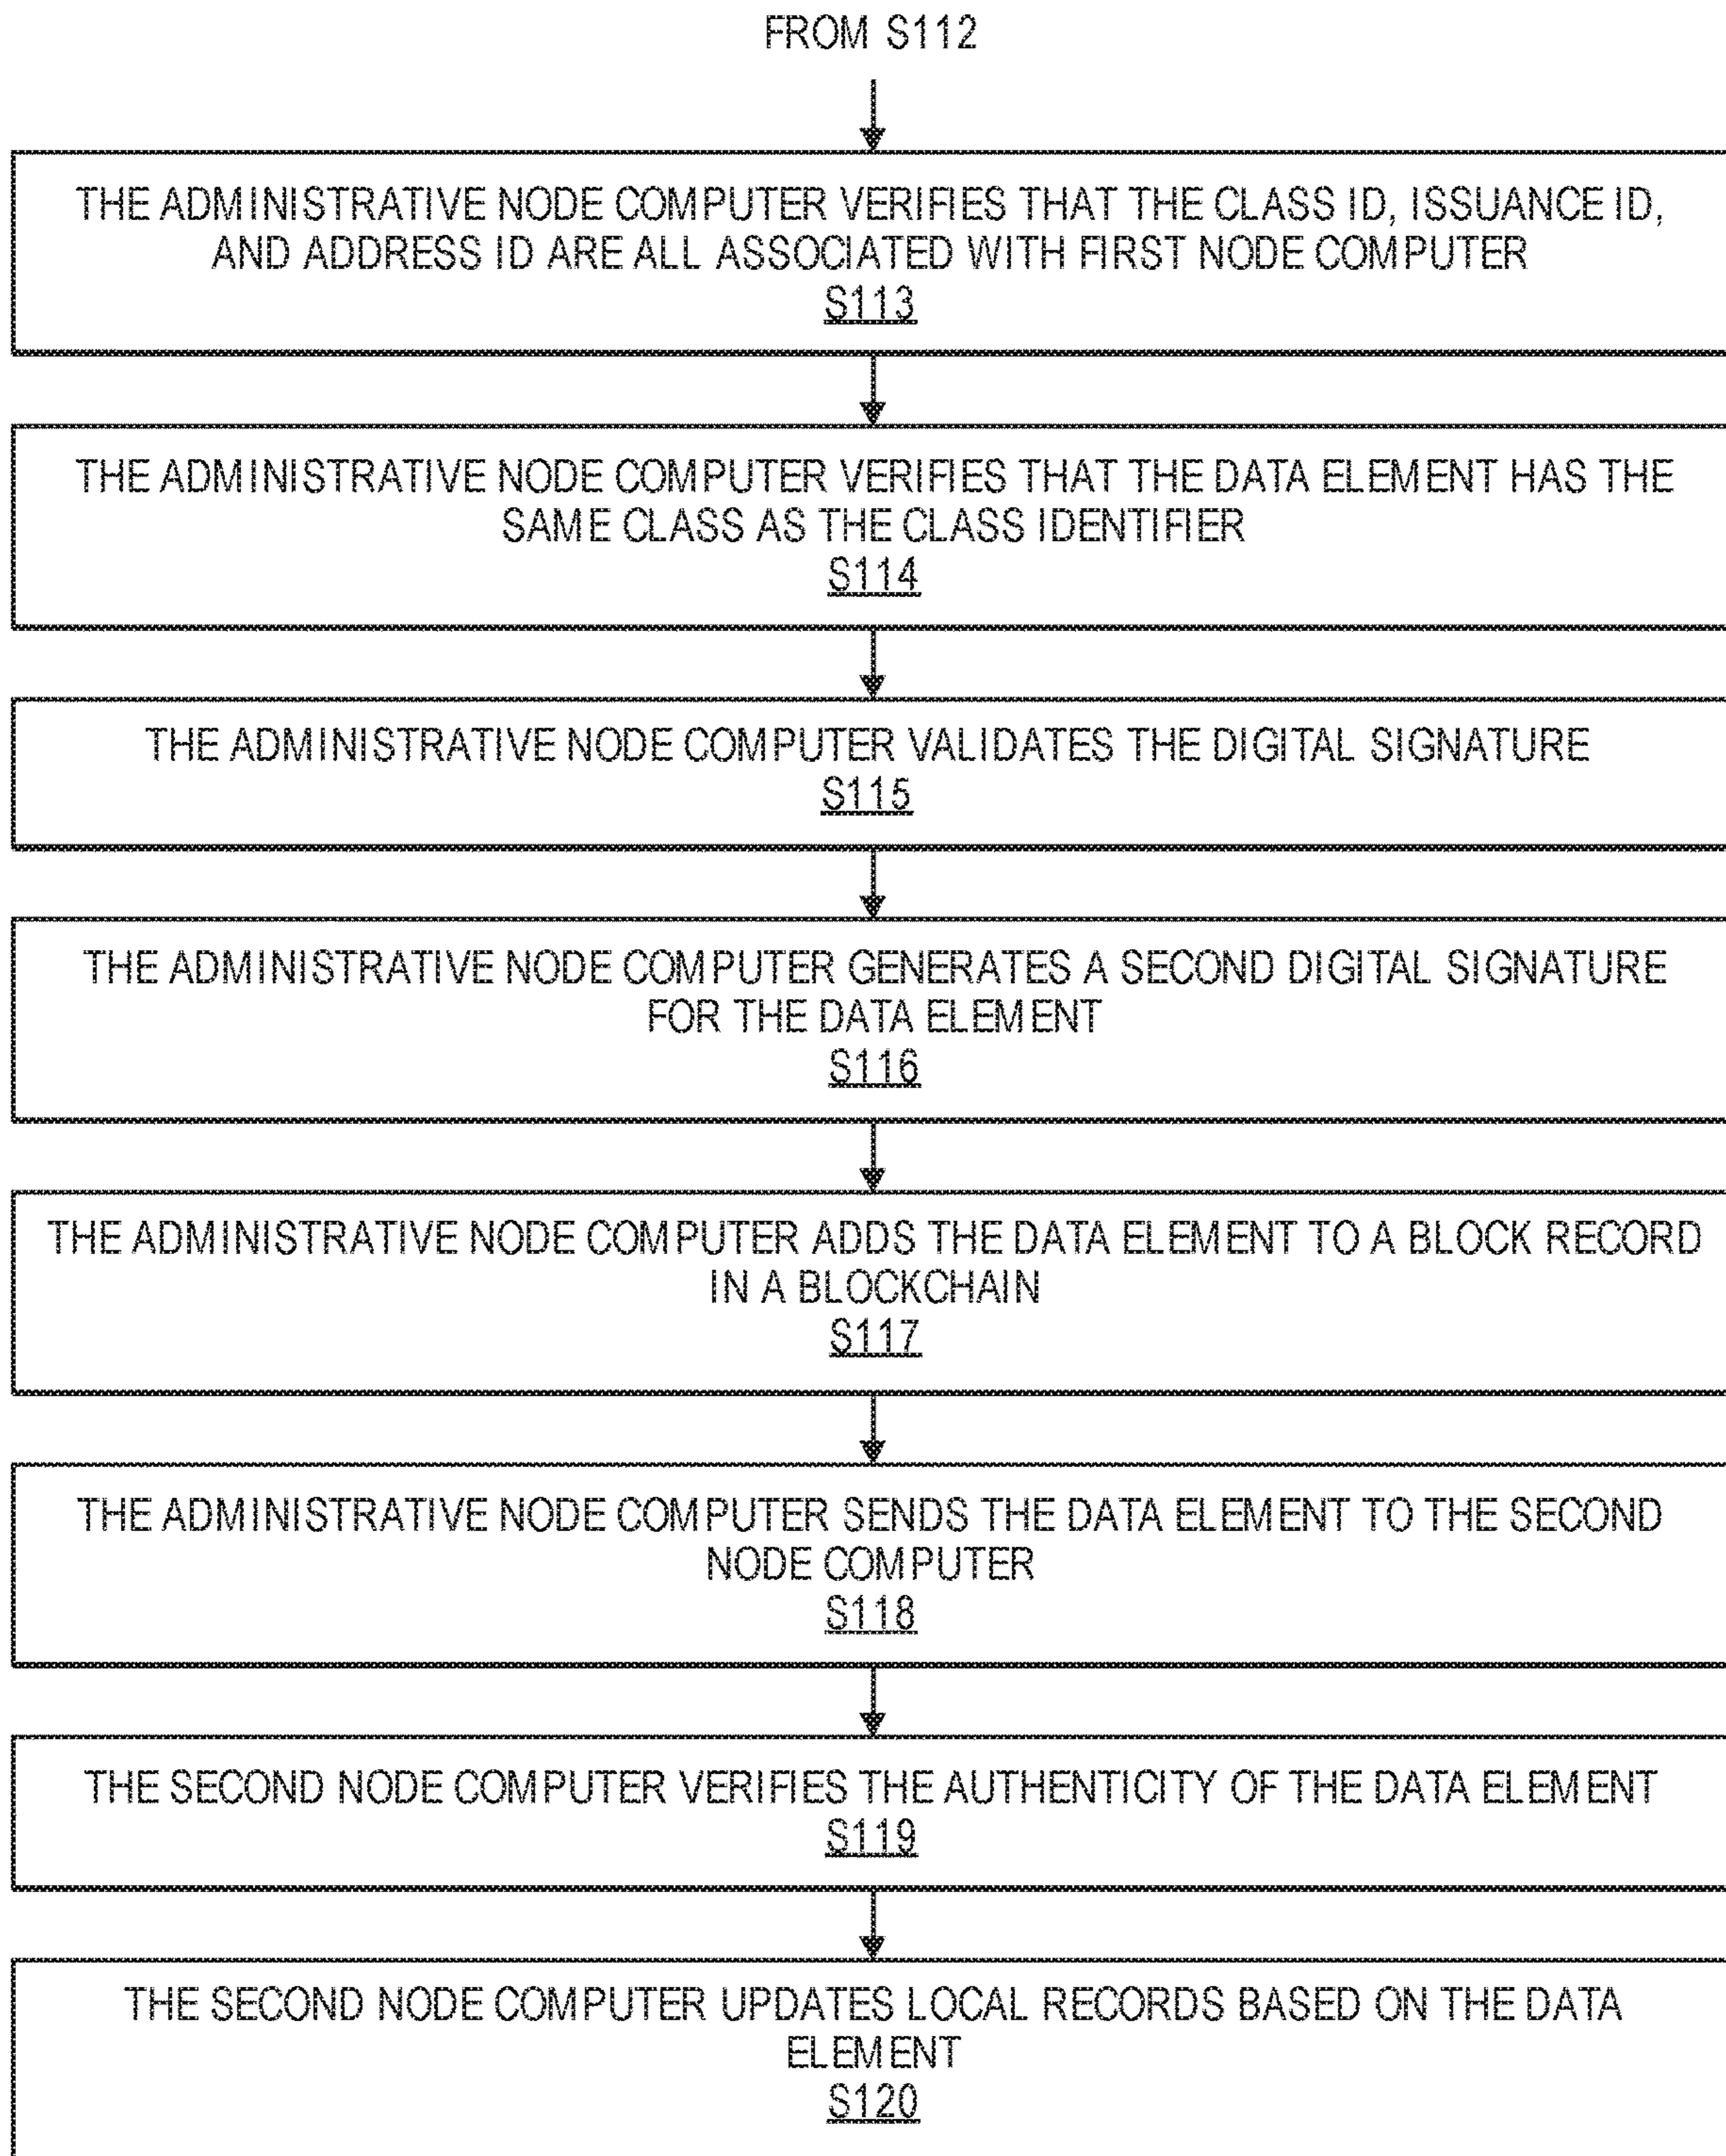 FROM S112
THE ADMINISTRATIVE NODE COMPUTER VERIFIES THAT THE CLASS ID, ISSUANCE ID,
AND ADDRESS ID ARE ALL ASSOCIATED WITH FIRST NODE COMPUTER
S113
THE ADMINISTRATIVE NODE COMPUTER VERIFIES THAT THE DATA ELEMENT HAS THE
SAME CLASS AS THE CLASS IDENTIFIER
S114
THE ADMINISTRATIVE NODE COMPUTER VALIDATES THE DIGITAL SIGNATURE
S115
THE ADMINISTRATIVE NODE COMPUTER GENERATES A SECOND DIGITAL SIGNATURE
FOR THE DATA ELEMENT
S116
THE ADMINISTRATIVE NODE COMPUTER ADDS THE DATA ELEMENT TO A BLOCK RECORD
IN A BLOCKCHAIN
S117
THE ADMINISTRATIVE NODE COMPUTER SENDS THE DATA ELEMENT TO THE SECOND
NODE COMPUTER
S118
THE SECOND NODE COMPUTER VERIFIES THE AUTHENTICITY OF THE DATA ELEMENT
S119
THE SECOND NODE COMPUTER UPDATES LOCAL RECORDS BASED ON THE DATA
ELEMENT
S120